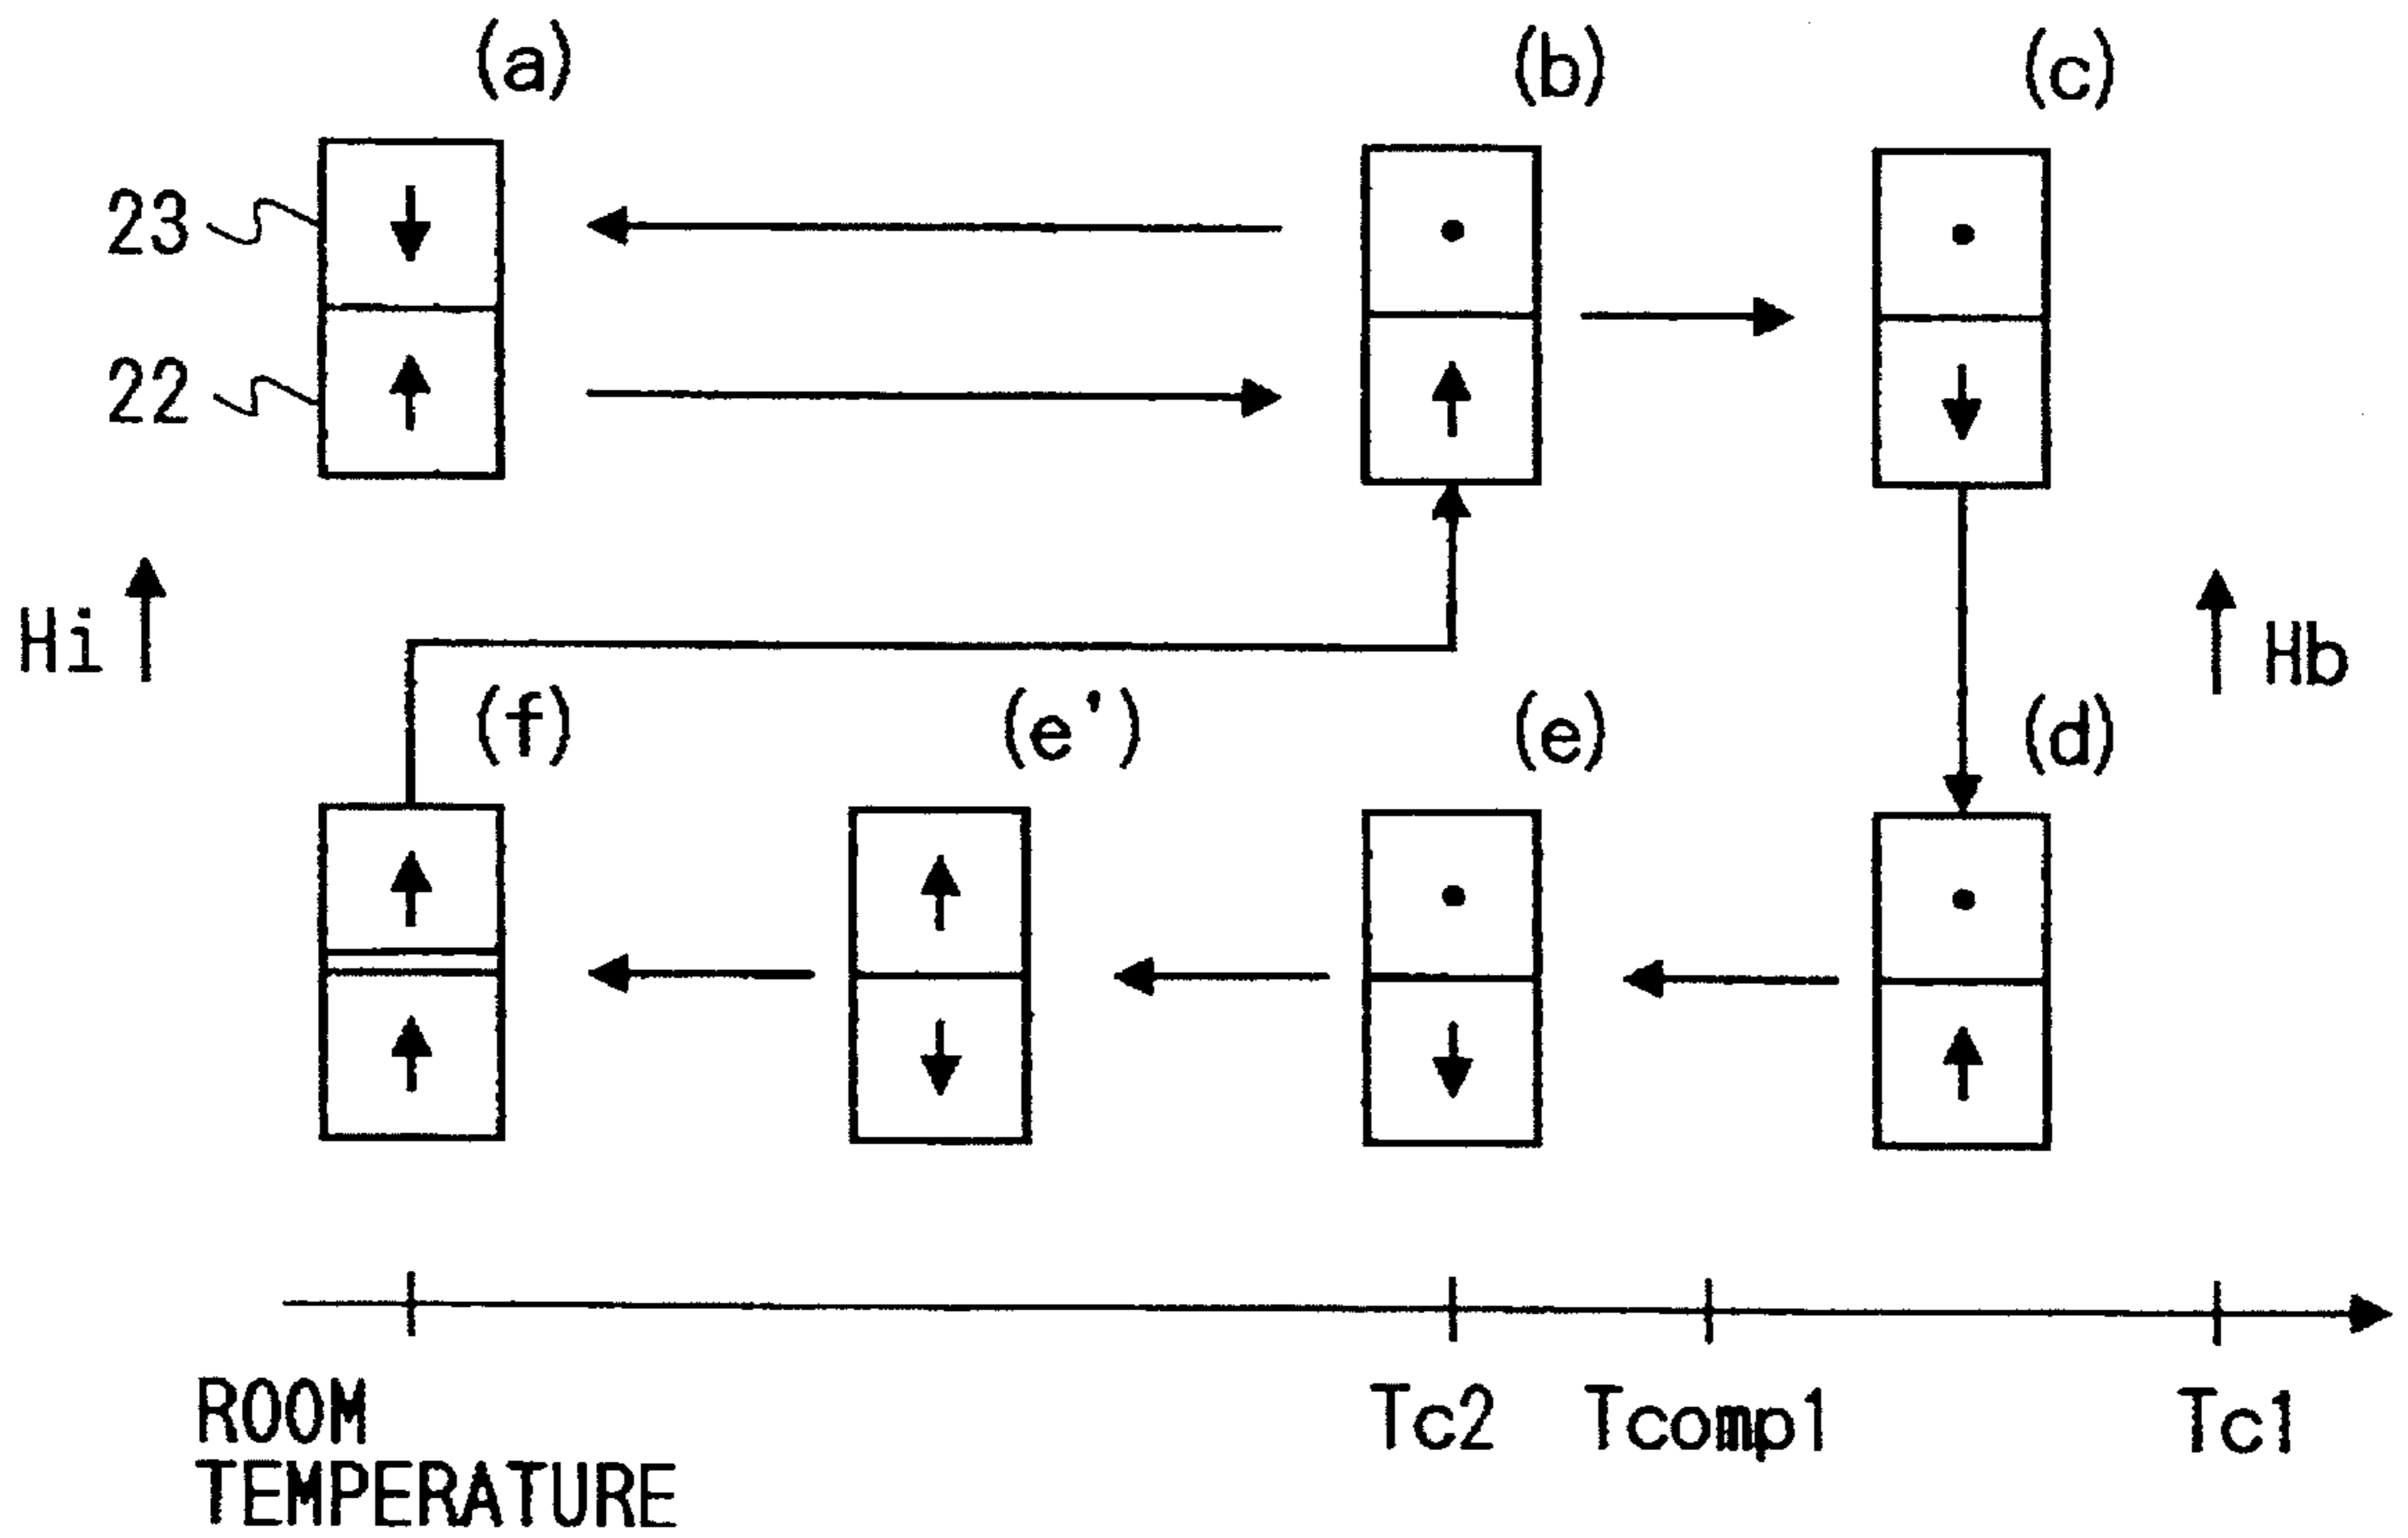 (a)
(b)
(c)
23
22
Hi
Hb
(f)
(e')
(e)
(d)
ROOM
TEMPERATURE
Tc2
Tcomp1
Tc1